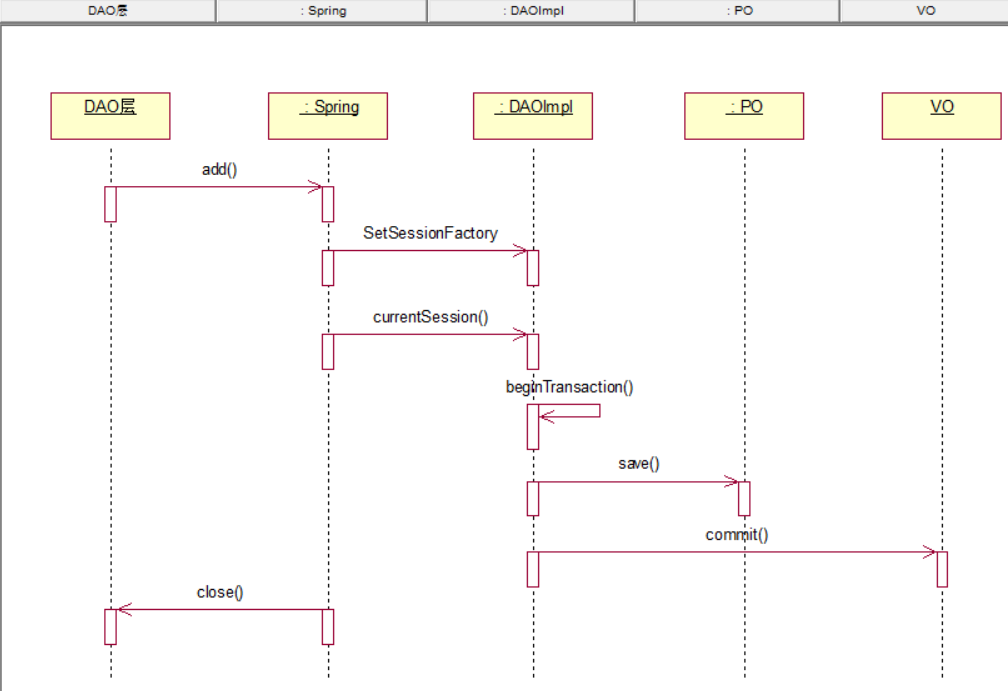 DAO层 : Spring : DAOImpl : PO VO
DAO层 : Spring : DAOImpl : PO VO
add()
SetSessionFactory
currentSession()
beginTransaction()
save()
commit()
close()